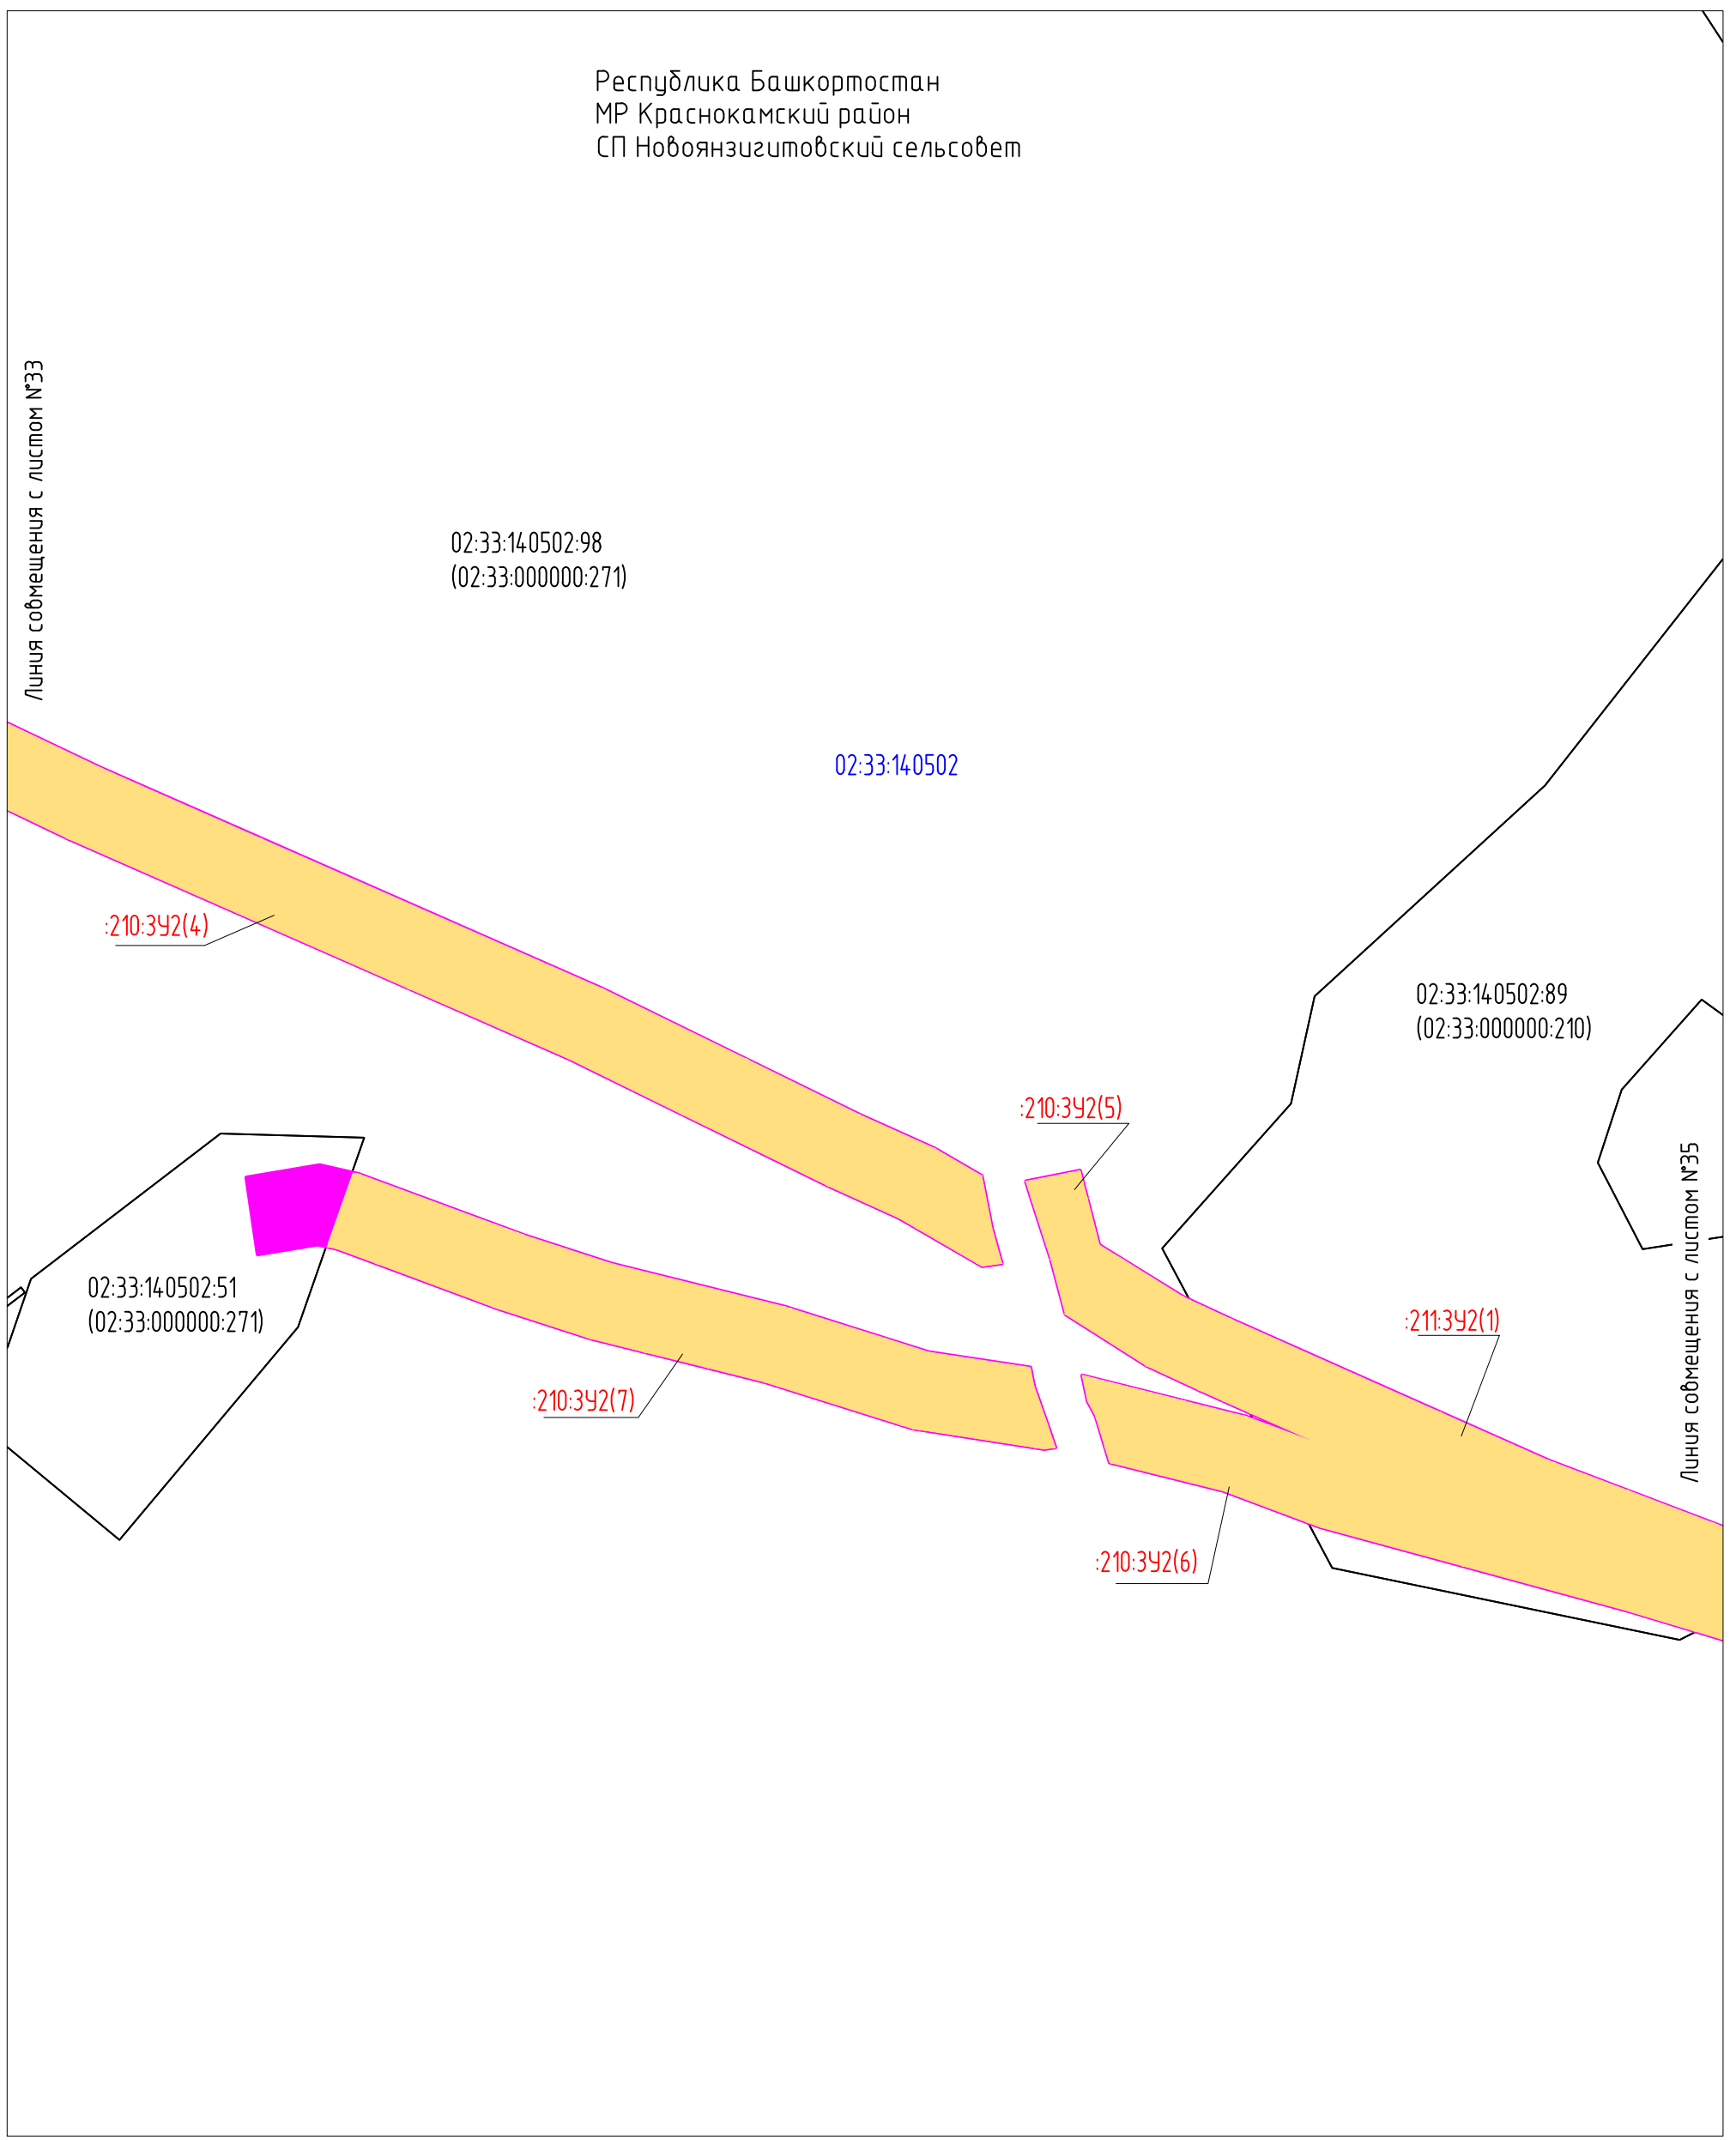 Республика Башкортостан
МР Краснокамский район
СП Новоянзигитовский сельсовет
Линия совмещения с листом №33
02:33:140502:98
(02:33:000000:271)
02:33:140502
:210:ЗУ2(4)
02:33:140502:89
(02:33:000000:210)
:210:ЗУ2(5)
Линия совмещения с листом №35
02:33:140502:51
(02:33:000000:271)
:211:ЗУ2(1)
:210:ЗУ2(7)
:210:ЗУ2(6)